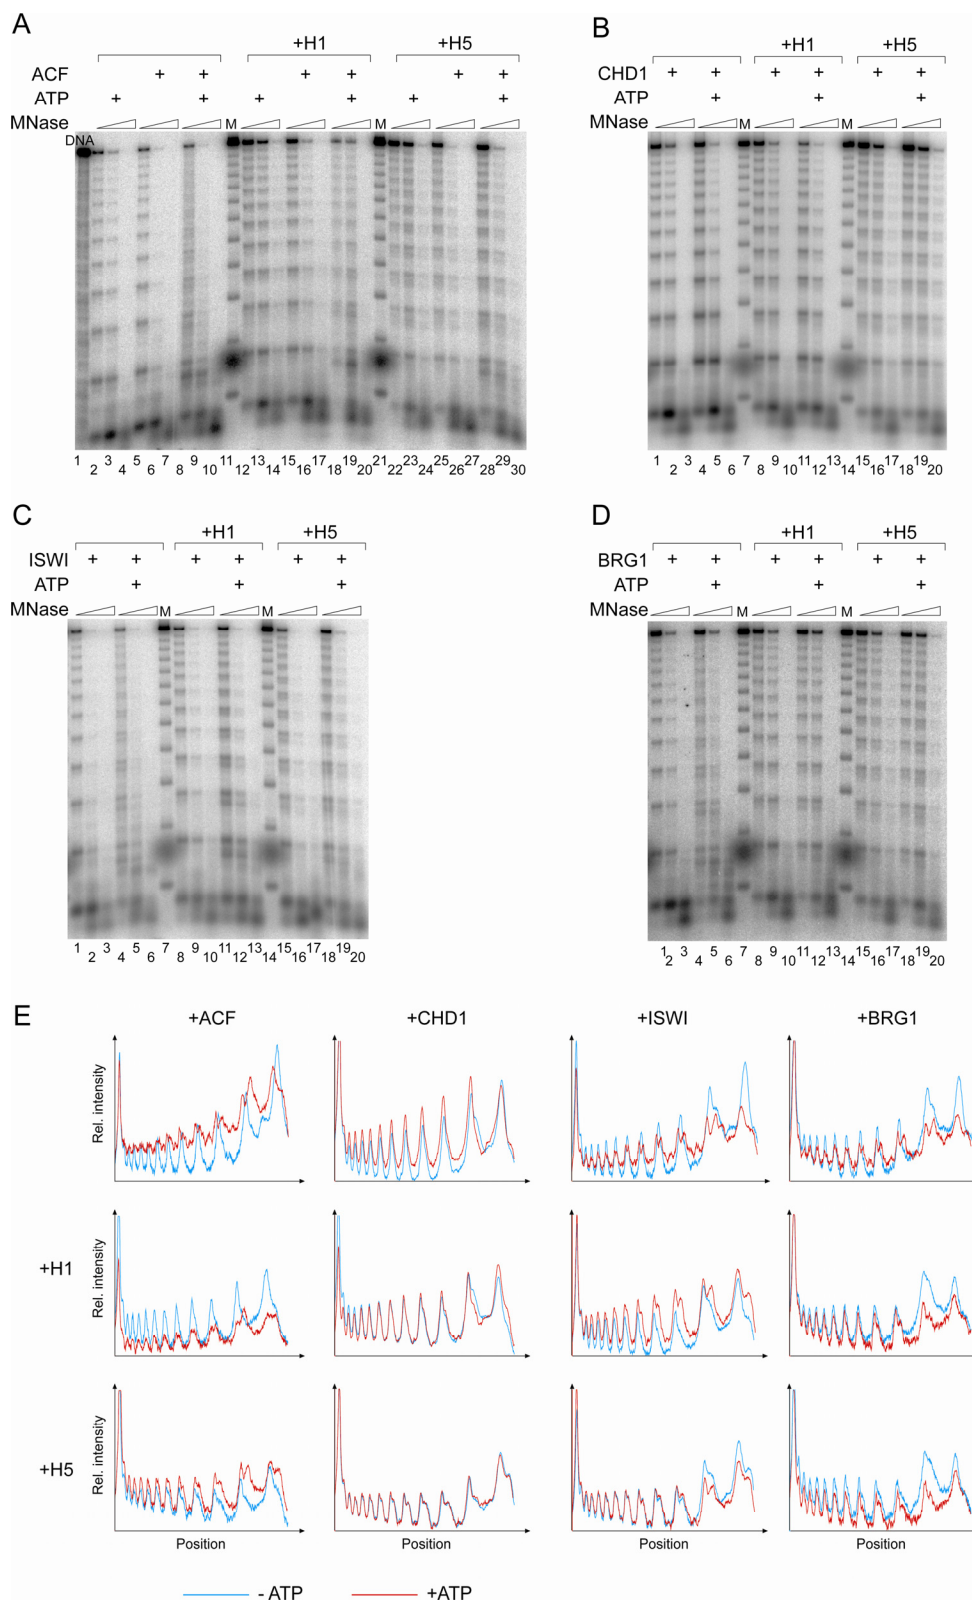 A
+H1 +H5
ACF + + + + + +
ATP + + + + + +
MNase M M
DNA
1 3 5 7 9 11 13 15 17 19 21 23 25 27 29
2 4 6 8 10 12 14 16 18 20 22 24 26 28 30
B
+H1 +H5
CHD1 + + + + + +
ATP + + +
MNase M M
1 3 5 7 9 11 13 15 17 19
2 4 6 8 10 12 14 16 18 20
C
+H1 +H5
ISWI + + + + + +
ATP + + +
MNase M M
1 3 5 7 9 11 13 15 17 19
2 4 6 8 10 12 14 16 18 20
D
+H1 +H5
BRG1 + + + + + +
ATP + + +
MNase M M
1 3 5 7 9 11 13 15 17 19
2 4 6 8 10 12 14 16 18 20
E
+ACF +CHD1 +ISWI +BRG1
Rel. intensity
+H1
Rel. intensity
+H5
Rel. intensity
Position Position Position Position
- ATP +ATP